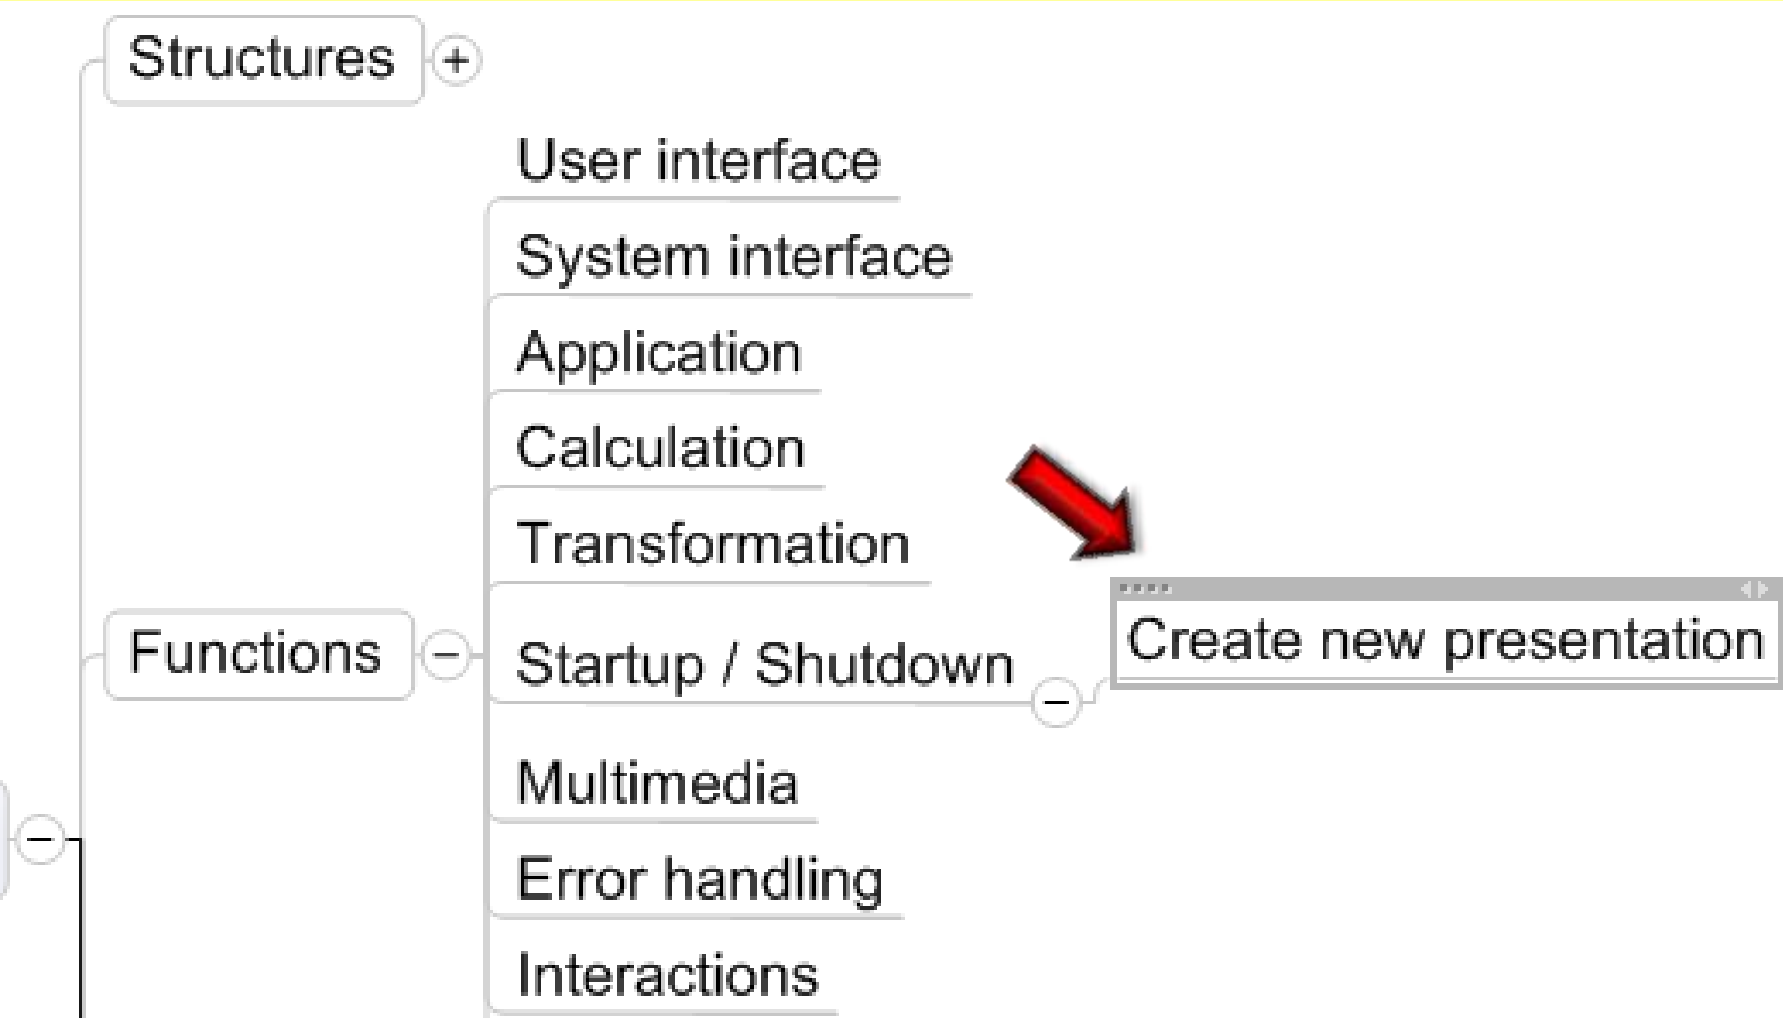 Structures
User interface
System interface
Application
Calculation
Transformation
Functions
Startup / Shutdown
Create new presentation
Multimedia
Error handling
Interactions